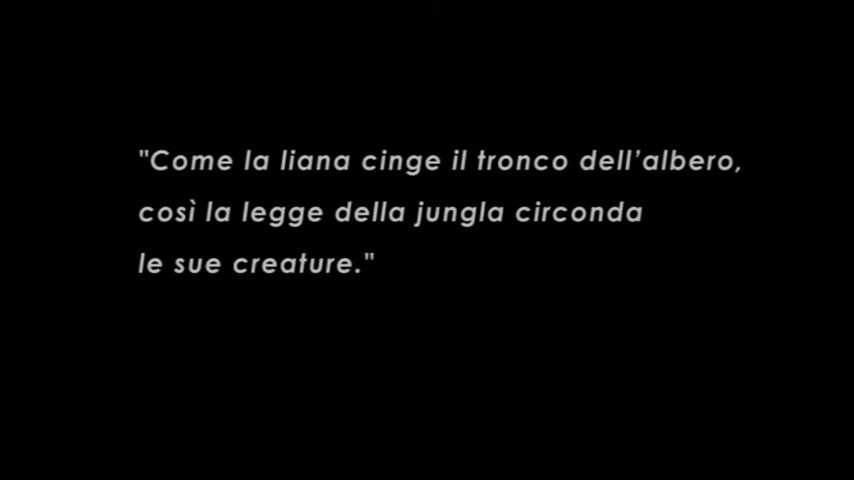 "Come la liana cinge il tronco dell’albero,
così la legge della jungla circonda
le sue creature."